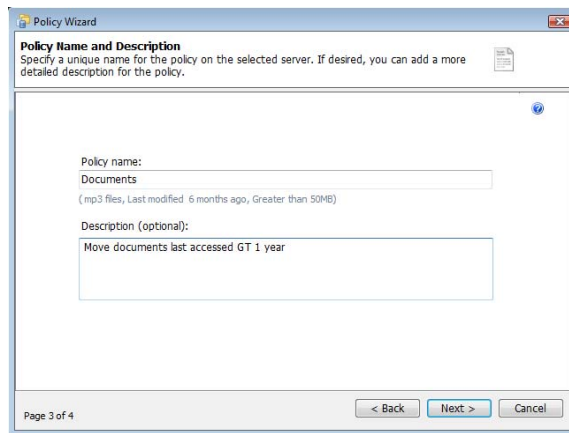 Policy Wizard
Policy Name and Description
Specify a unique name for the policy on the selected server. If desired, you can add a more
detailed description for the policy.
Policy name:
Documents
( mp3 files, Last modified 6 months ago, Greater than 50MB)
Description (optional):
Move documents last accessed GT 1 year
Page 3 of 4
< Back
Next >
Cancel